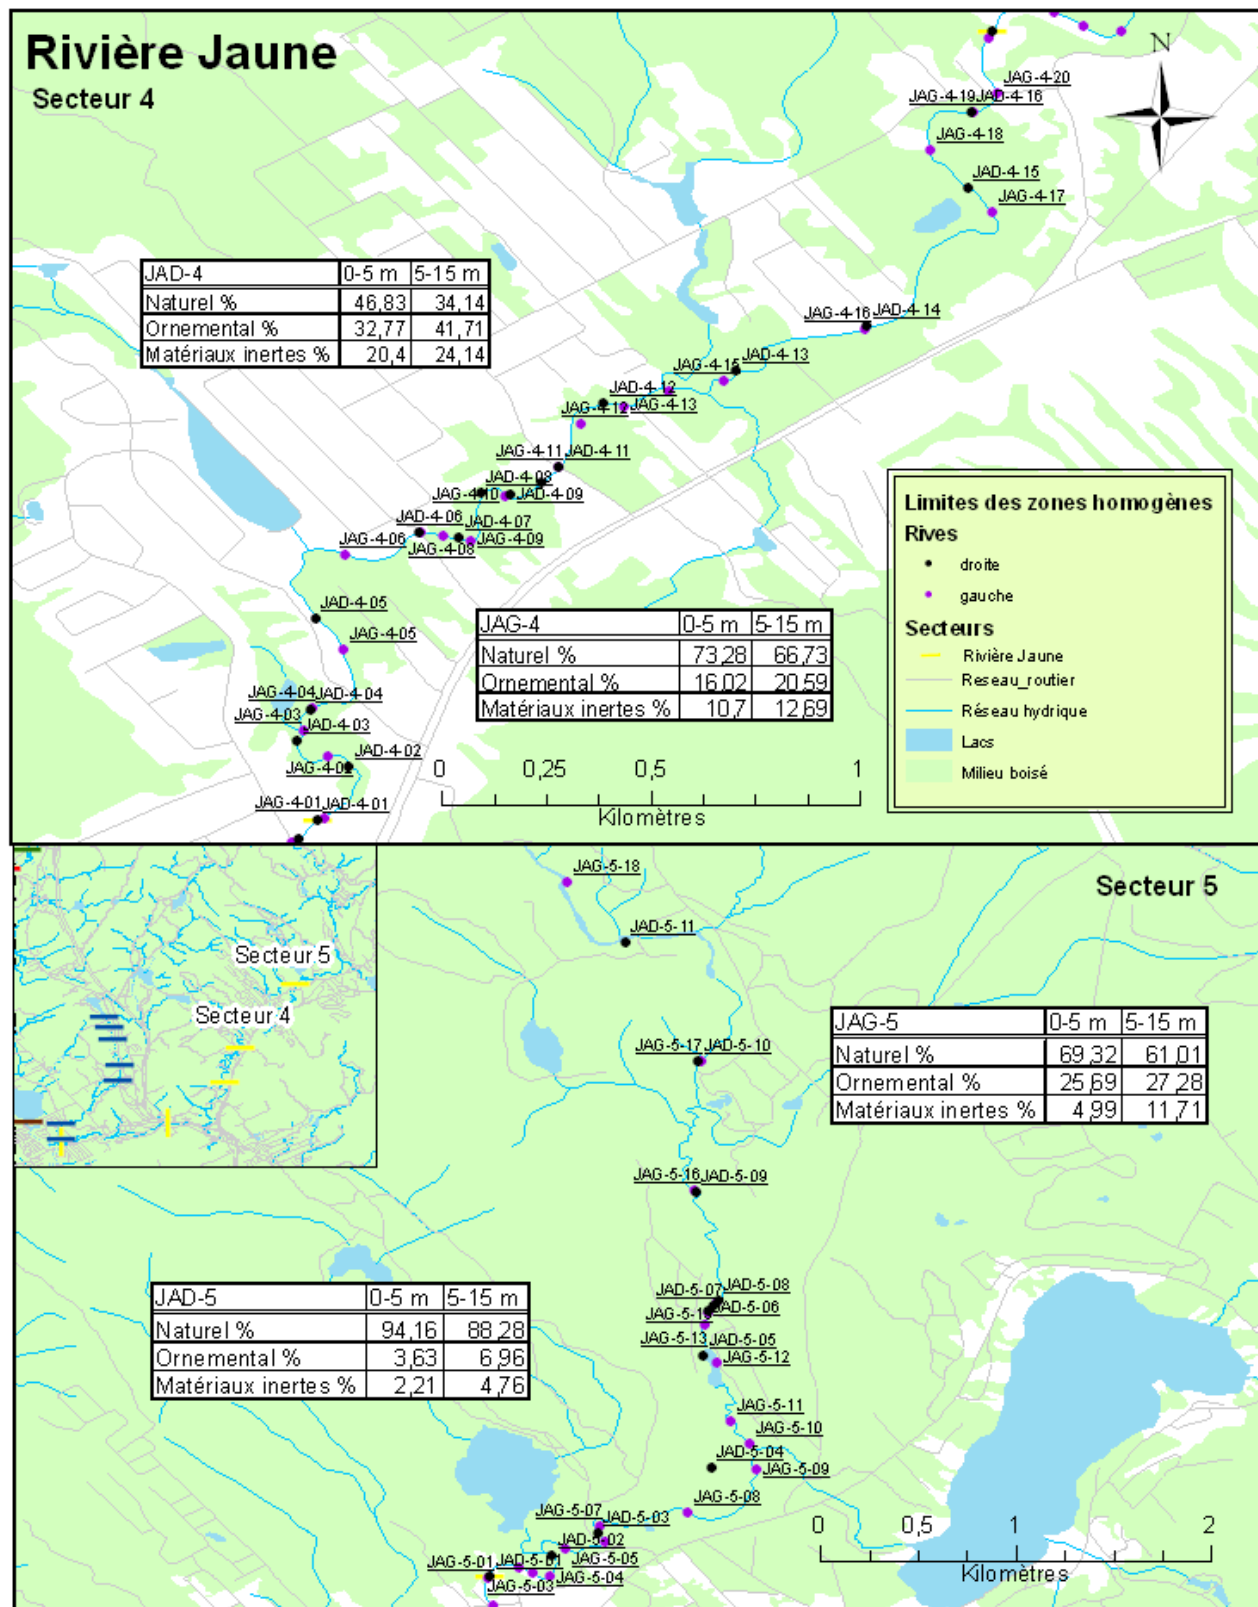 Rivière Jaune
Secteur 4
N
JAG-4-20
JAG-4-19 JAD-4-16
JAG-4-18
JAD-4-15
JAG-4-17
JAD-4 0-5 m 5-15 m
Naturel % 46,83 34,14
Ornemental % 32,77 41,71
Matériaux inertes % 20,4 24,14
JAG-4-16 JAD-4-14
JAD-4-13
JAG-4-15
JAD-4-12
JAG-4-12 JAG-4-13
JAG-4-11 JAD-4-11
JAD-4-08
JAG-4-10 JAD-4-09
JAD-4-06
JAD-4-07
JAG-4-06 JAG-4-08 JAG-4-09
JAD-4-05
JAG-4-05
JAG-4-04 JAD-4-04
JAG-4-03
JAD-4-03
JAD-4-02
JAG-4-02
JAG-4-01 JAD-4-01
JAG-4 0-5 m 5-15 m
Naturel % 73,28 66,73
Ornemental % 16,02 20,59
Matériaux inertes % 10,7 12,69
0 0,25 0,5 1
Kilomètres
Limites des zones homogènes
Rives
droite
gauche
Secteurs
Rivière Jaune
Reseau_routier
Réseau hydrique
Lacs
Milieu boisé
Secteur 5
Secteur 5
Secteur 4
JAG-5-18
JAD-5-11
JAG-5 0-5 m 5-15 m
Naturel % 69,32 61,01
Ornemental % 25,69 27,28
Matériaux inertes % 4,99 11,71
JAG-5-17 JAD-5-10
JAG-5-16 JAD-5-09
JAD-5 0-5 m 5-15 m
Naturel % 94,16 88,28
Ornemental % 3,63 6,96
Matériaux inertes % 2,21 4,76
JAD-5-07 JAD-5-08
JAD-5-06
JAG-5-13 JAD-5-05
JAG-5-12
JAG-5-11
JAG-5-10
JAD-5-04
JAG-5-09
JAG-5-08
JAG-5-07 JAD-5-03
JAD-5-02
JAG-5-01 JAD-5-01 JAG-5-05
JAG-5-03 JAG-5-04
0 0,5 1 2
Kilomètres